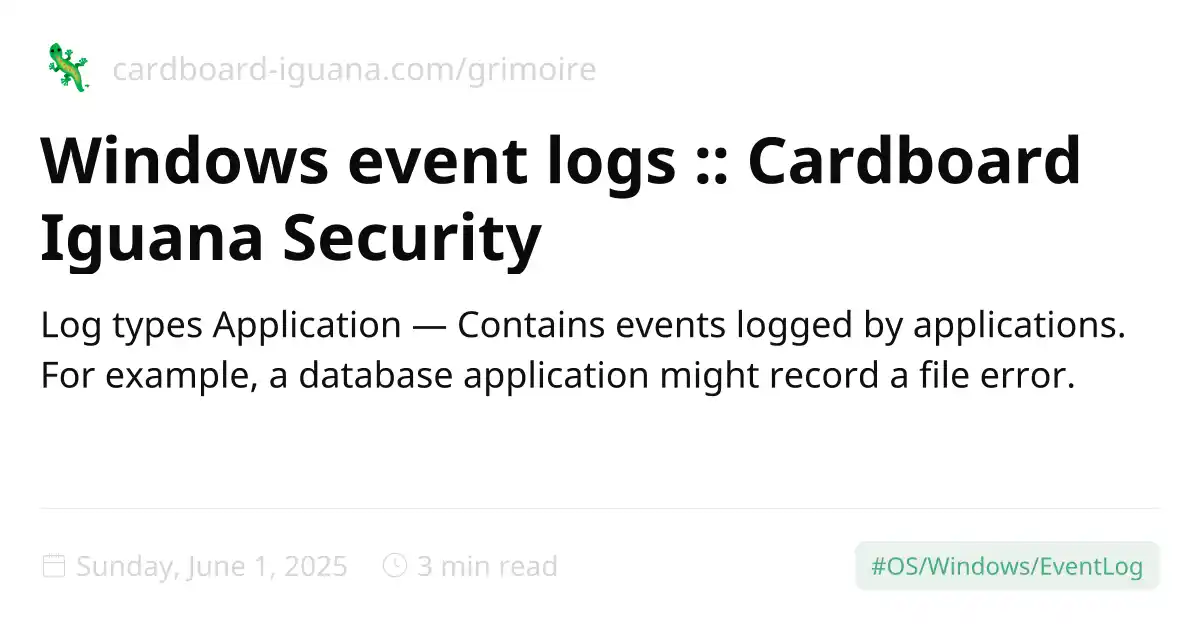 cardboard-iguana.com/grimoire
Windows event logs :: Cardboard
Iguana Security
Log types Application — Contains events logged by applications.
For example, a database application might record a file error.
Sunday, June 1, 2025 3 min read #OS/Windows/EventLog